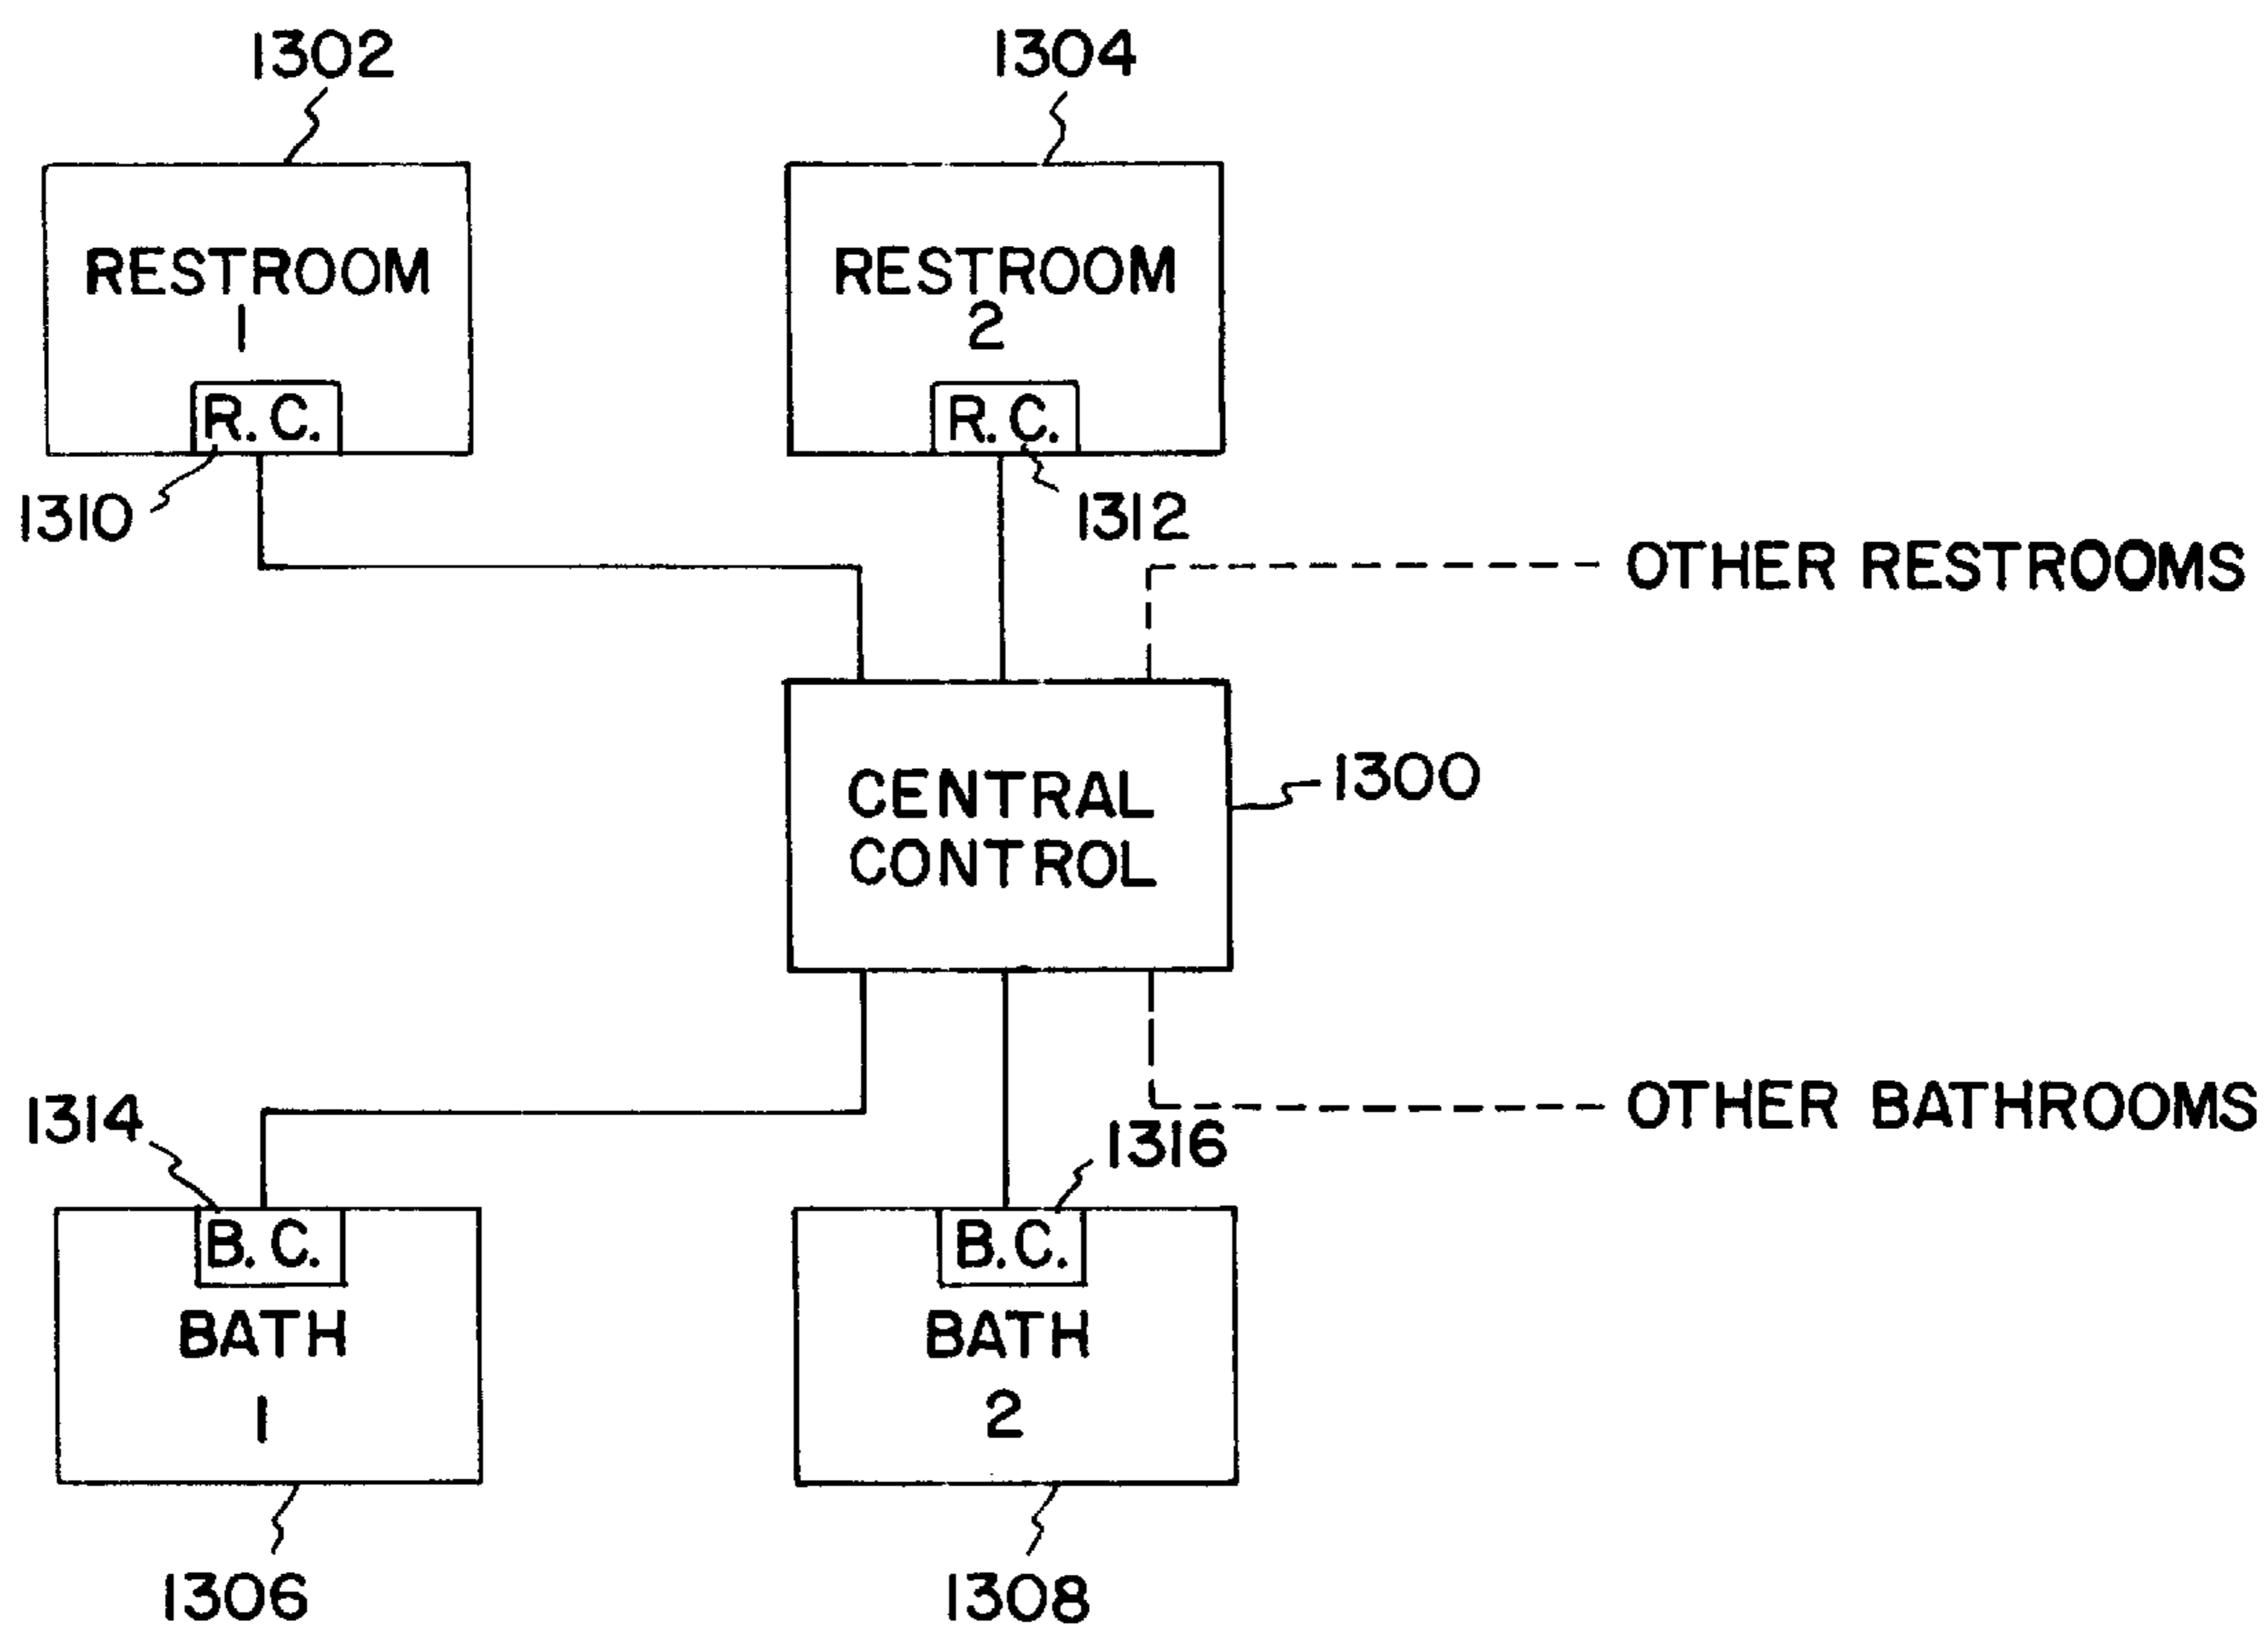 1302
1304
RESTROOM
1
R.C.
RESTROOM
2
R.C.
1310
1312
OTHER RESTROOMS
CENTRAL
CONTROL
1300
OTHER BATHROOMS
1314
1316
B.C.
BATH
1
B.C.
BATH
2
1306
1308